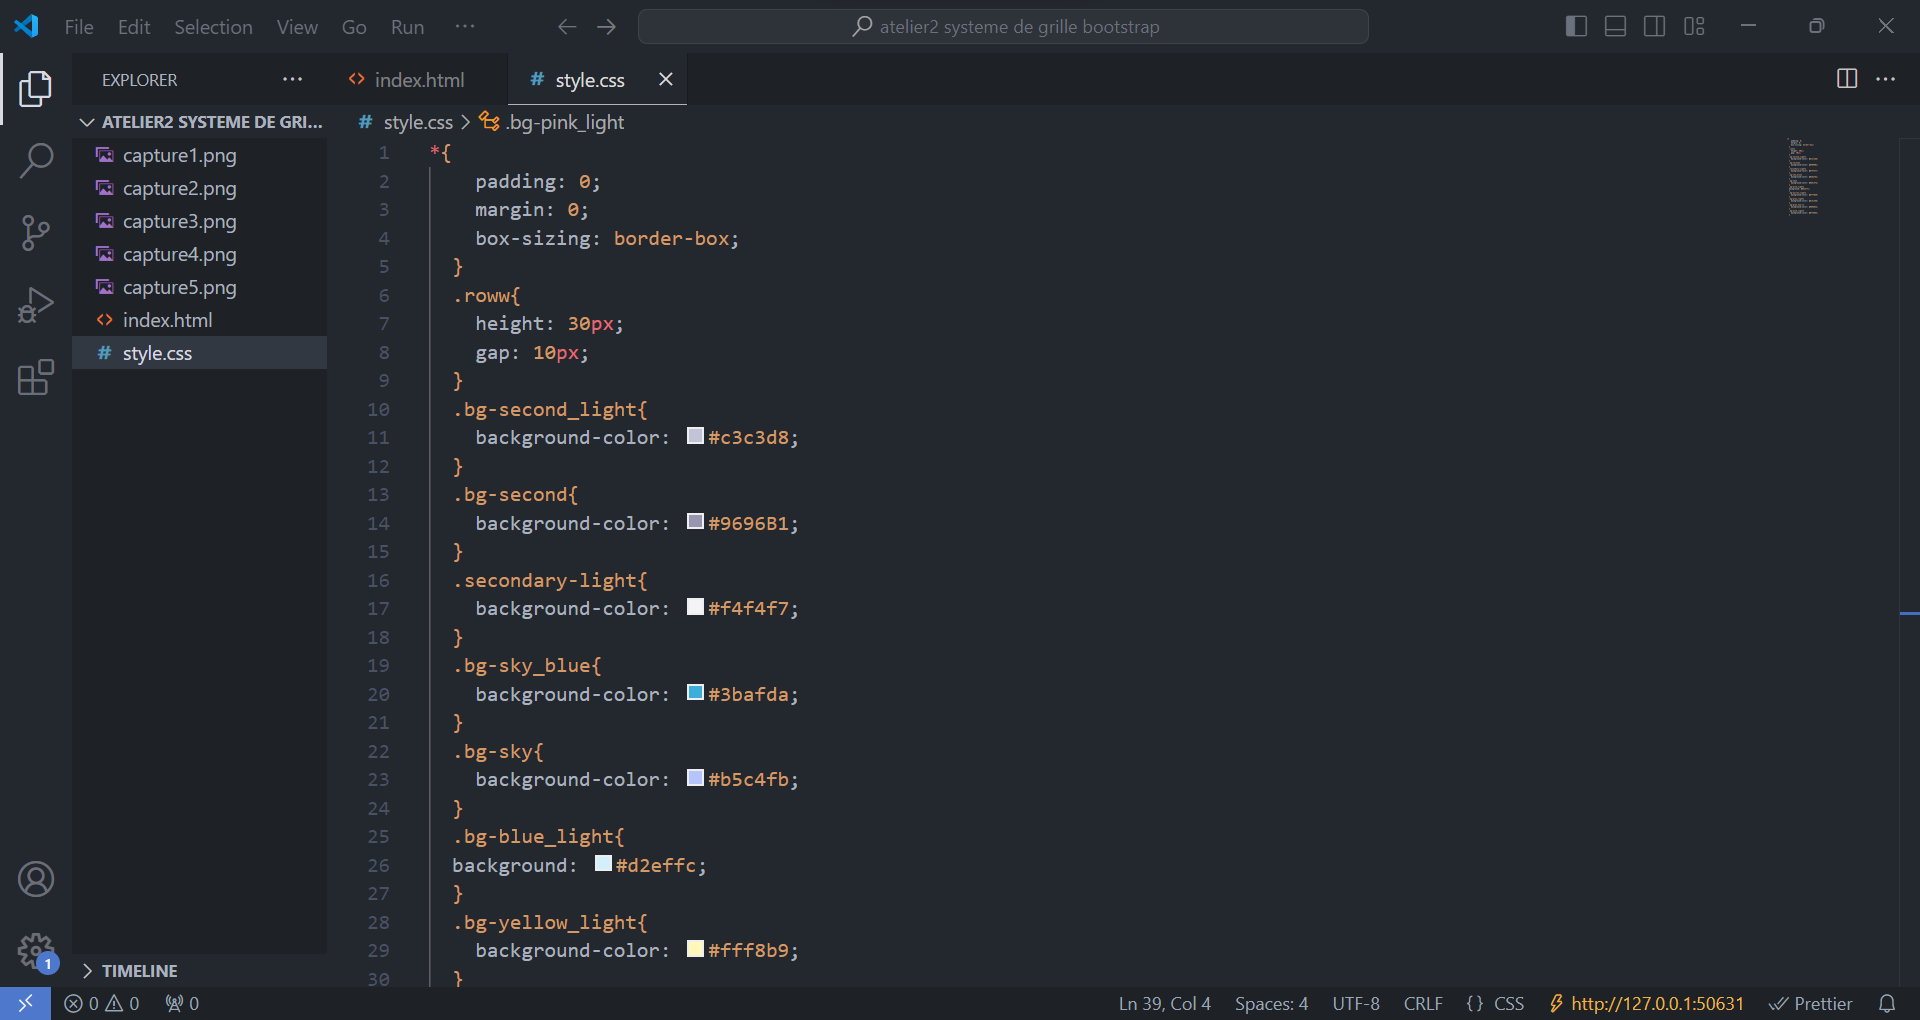 File Edit Selection View Go Run ···
atelier2 systeme de grille bootstrap
EXPLORER ···
index.html
# style.css
ATELIER2 SYSTEME DE GRI...
capture1.png
capture2.png
capture3.png
capture4.png
capture5.png
index.html
# style.css
TIMELINE
# style.css > .bg-pink_light
1 *{
2 padding: 0;
3 margin: 0;
4 box-sizing: border-box;
5 }
6 .roww{
7 height: 30px;
8 gap: 10px;
9 }
10 .bg-second_light{
11 background-color: #c3c3d8;
12 }
13 .bg-second{
14 background-color: #9696B1;
15 }
16 .secondary-light{
17 background-color: #f4f4f7;
18 }
19 .bg-sky_blue{
20 background-color: #3bafda;
21 }
22 .bg-sky{
23 background-color: #b5c4fb;
24 }
25 .bg-blue_light{
26 background: #d2effc;
27 }
28 .bg-yellow_light{
29 background-color: #fff8b9;
30 }
1
0 0 0
Ln 39, Col 4 Spaces: 4 UTF-8 CRLF {} CSS http://127.0.0.1:50631 Prettier